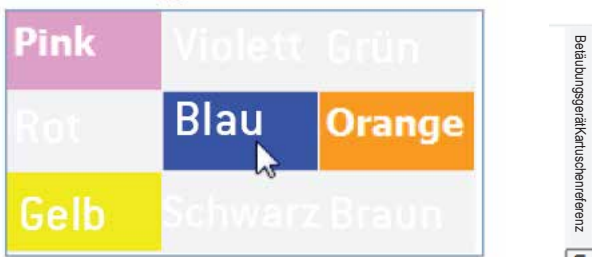 Pink Violett Grün
Rot Blau Orange
Gelb Schwarz Braun
BetäubungsgerätKartuschenreferenz